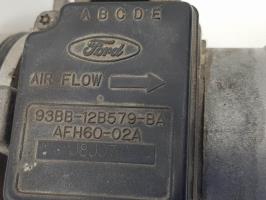 A B C D E
Ford
AIR FLOW
93BB-12B579-BA
AFH60-02A